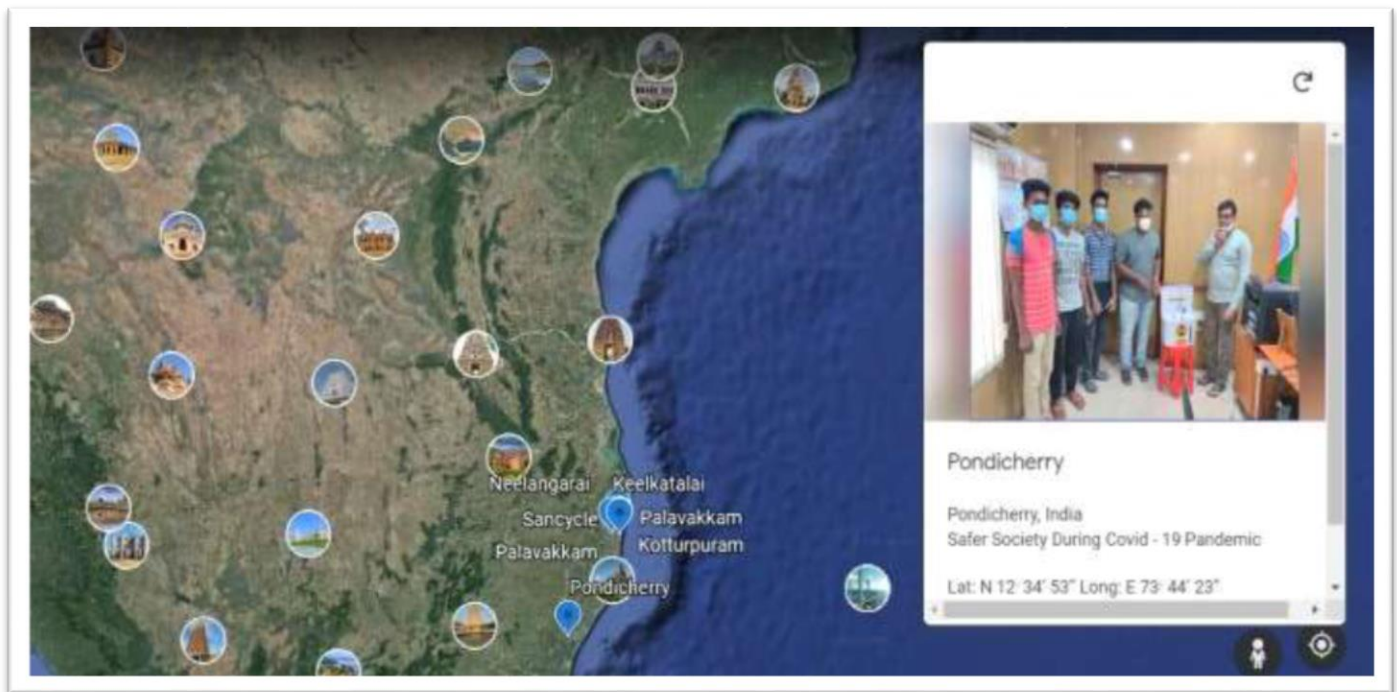 Neelangarai Keelkatalai
Sancycle Palavakkam
Palavakkam Kotturpuram
Pondicherry
Pondicherry
Pondicherry, India
Safer Society During Covid - 19 Pandemic
Lat: N 12 34' 53" Long: E 73 44' 23"